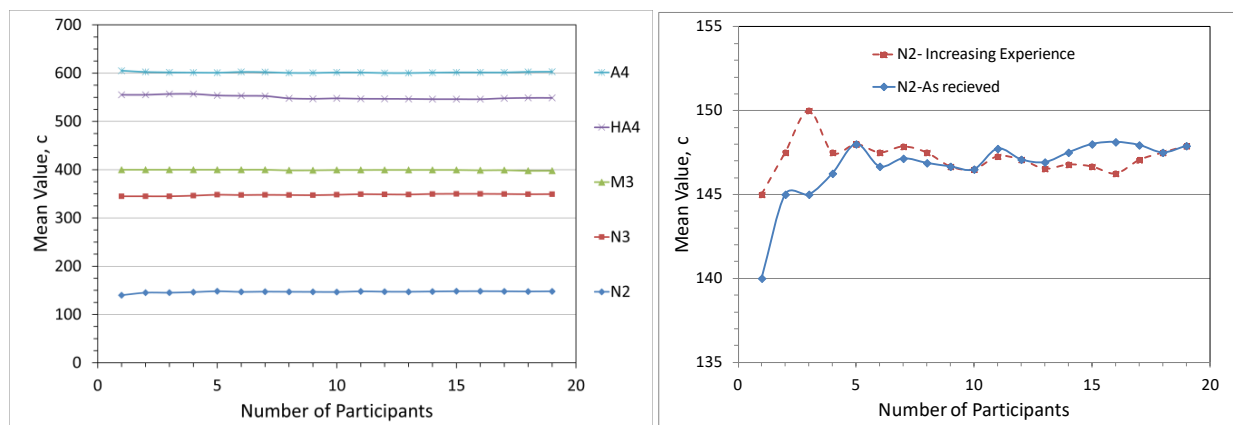 700
600
500
400
300
200
100
0
0 5 10 15 20
Mean Value, c
Number of Participants
A4
HA4
M3
N3
N2
155
150
145
140
135
0 5 10 15 20
Mean Value, c
Number of Participants
N2- Increasing Experience
N2-As recieved